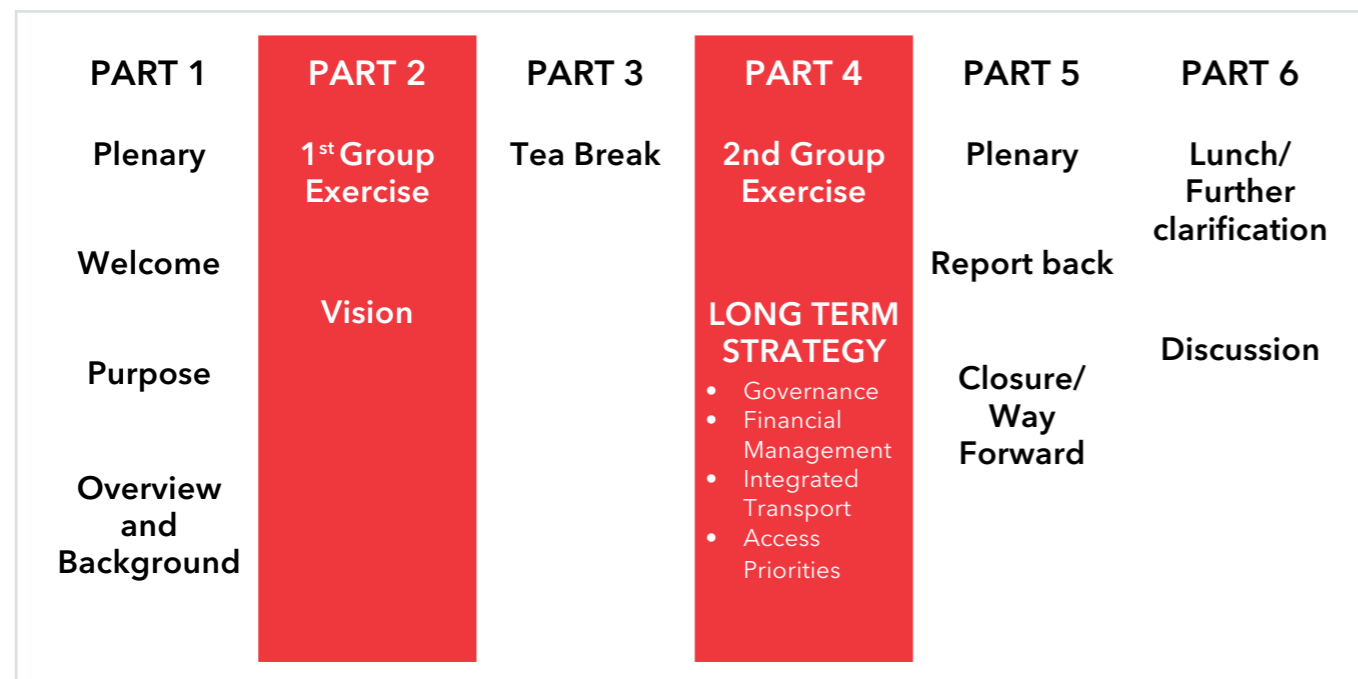 PART 1
Plenary
Welcome
Purpose
Overview
and
Background
PART 2
1st Group
Exercise
Vision
PART 3
Tea Break
PART 4
2nd Group
Exercise
LONG TERM
STRATEGY
• Governance
• Financial
Management
• Integrated
Transport
• Access
Priorities
PART 5
Plenary
Report back
Closure/
Way
Forward
PART 6
Lunch/
Further
clarification
Discussion